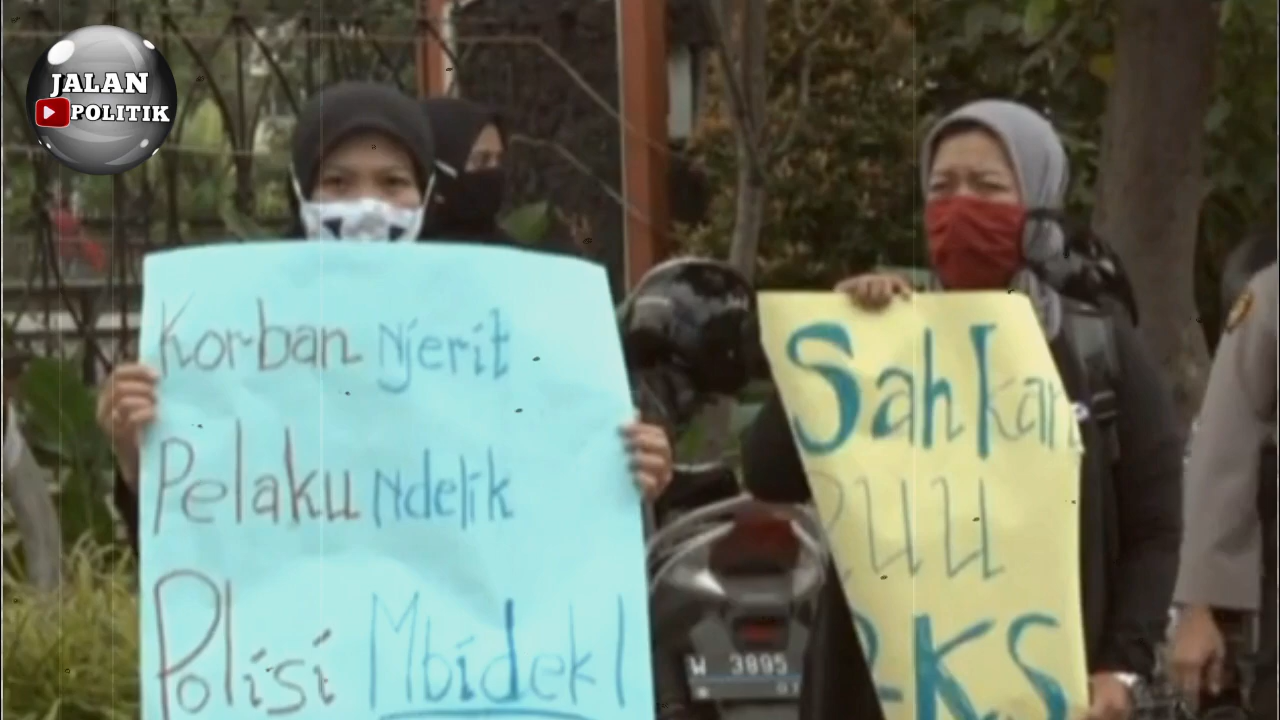 JALAN
POLITIK
Korban Njerit
Pelaku Ndelik
Polisi Mbidek!
Sahkan
RUU
PKS
W 3895